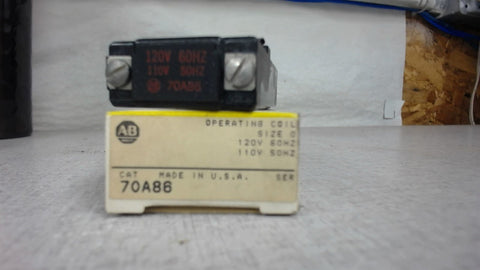 120V 60HZ
110V 50HZ
70A86
AB
OPERATING COIL
SIZE 0
120V 60HZ
110V 50HZ
CAT MADE IN U.S.A. SER
70A86